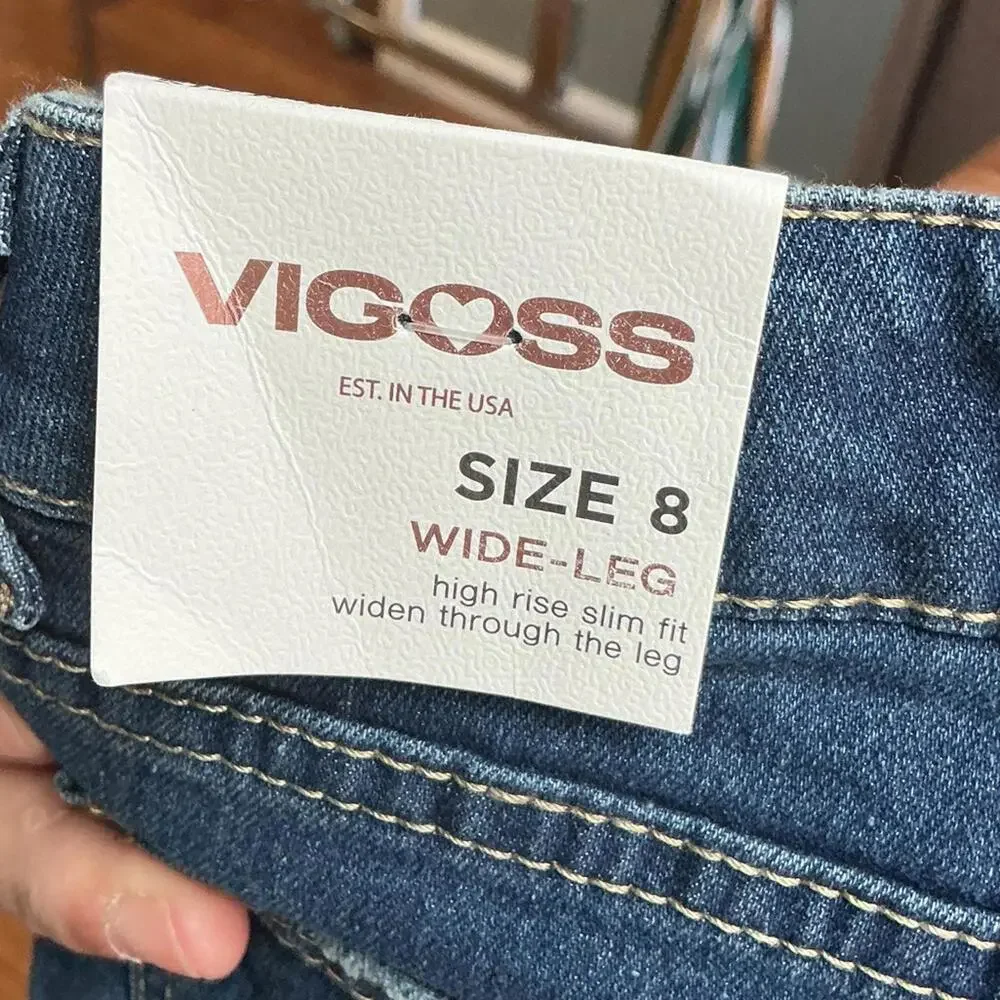 VIGOSS
EST. IN THE USA
SIZE 8
WIDE-LEG
high rise slim fit
widen through the leg